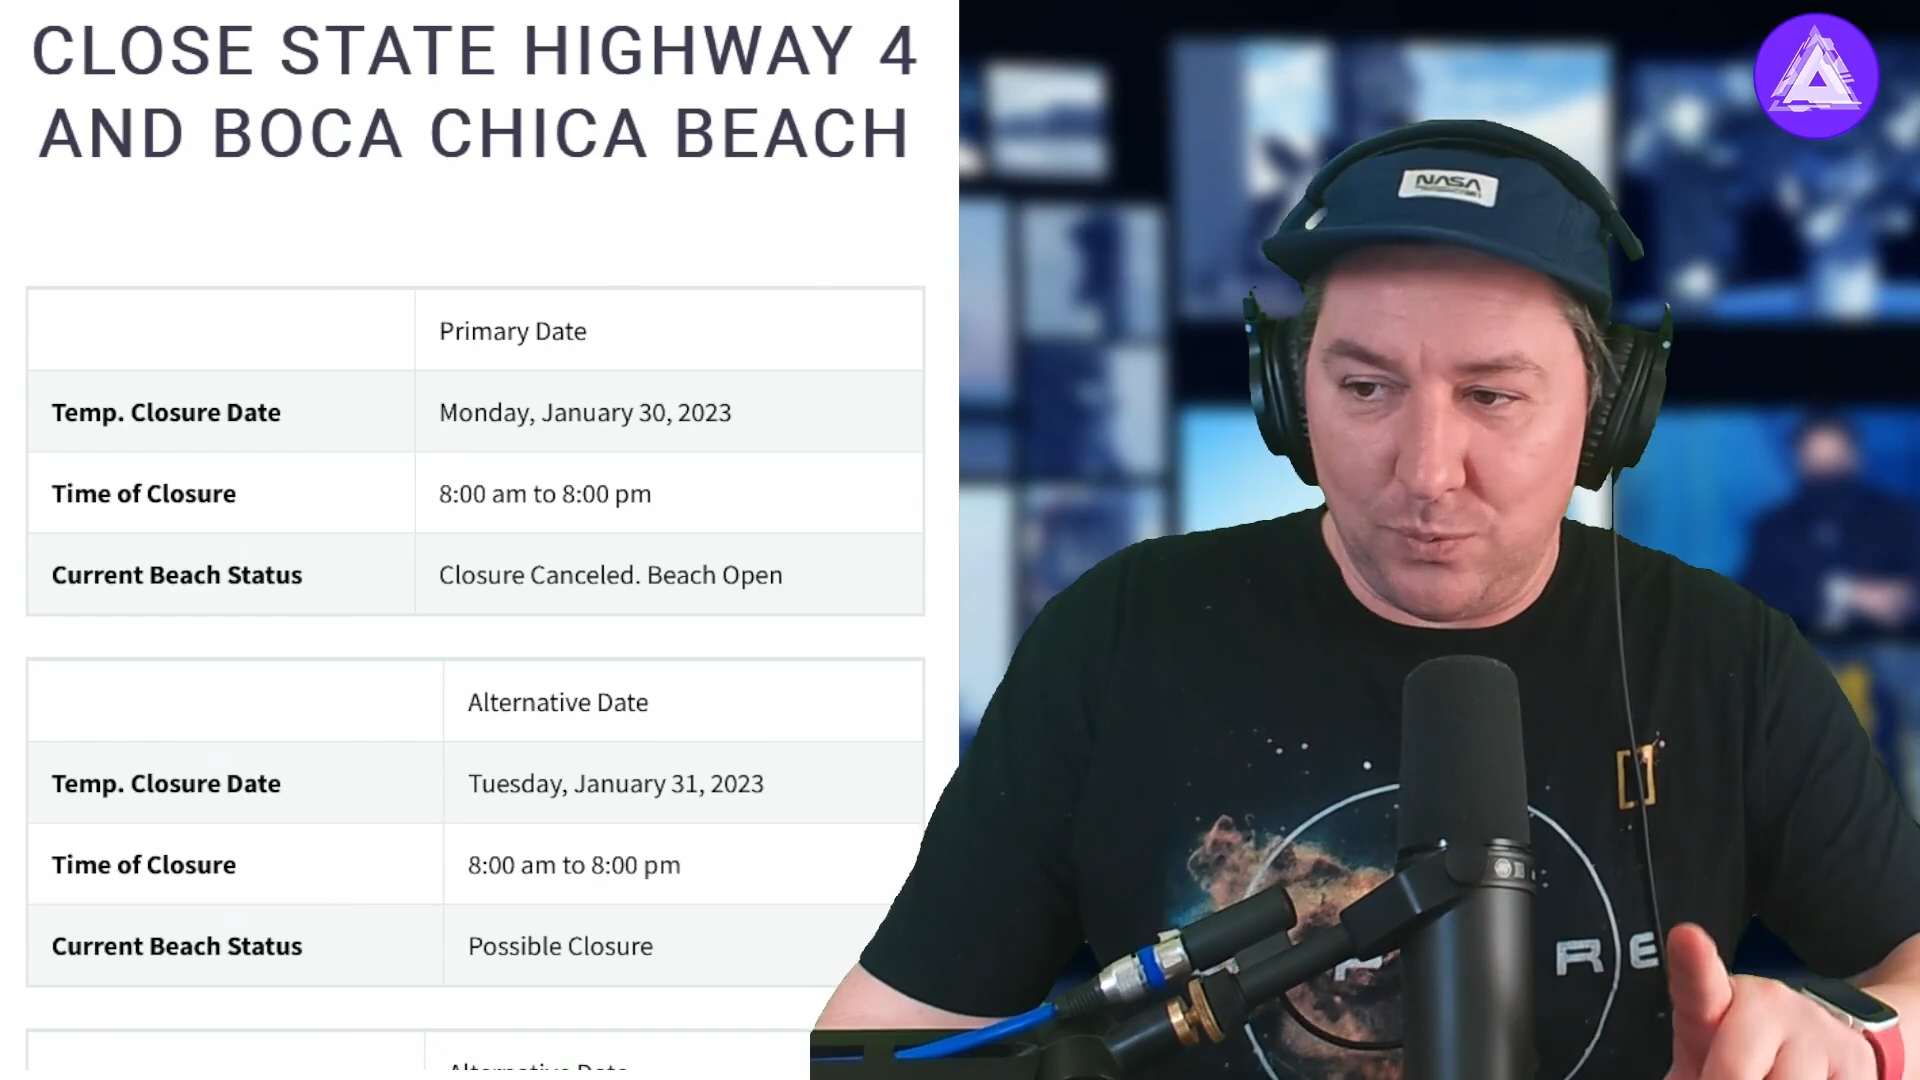 CLOSE STATE HIGHWAY 4
AND BOCA CHICA BEACH
Primary Date
Temp. Closure Date Monday, January 30, 2023
Time of Closure 8:00 am to 8:00 pm
Current Beach Status Closure Canceled. Beach Open
Alternative Date
Temp. Closure Date Tuesday, January 31, 2023
Time of Closure 8:00 am to 8:00 pm
Current Beach Status Possible Closure
Alternative Date
NASA
RE